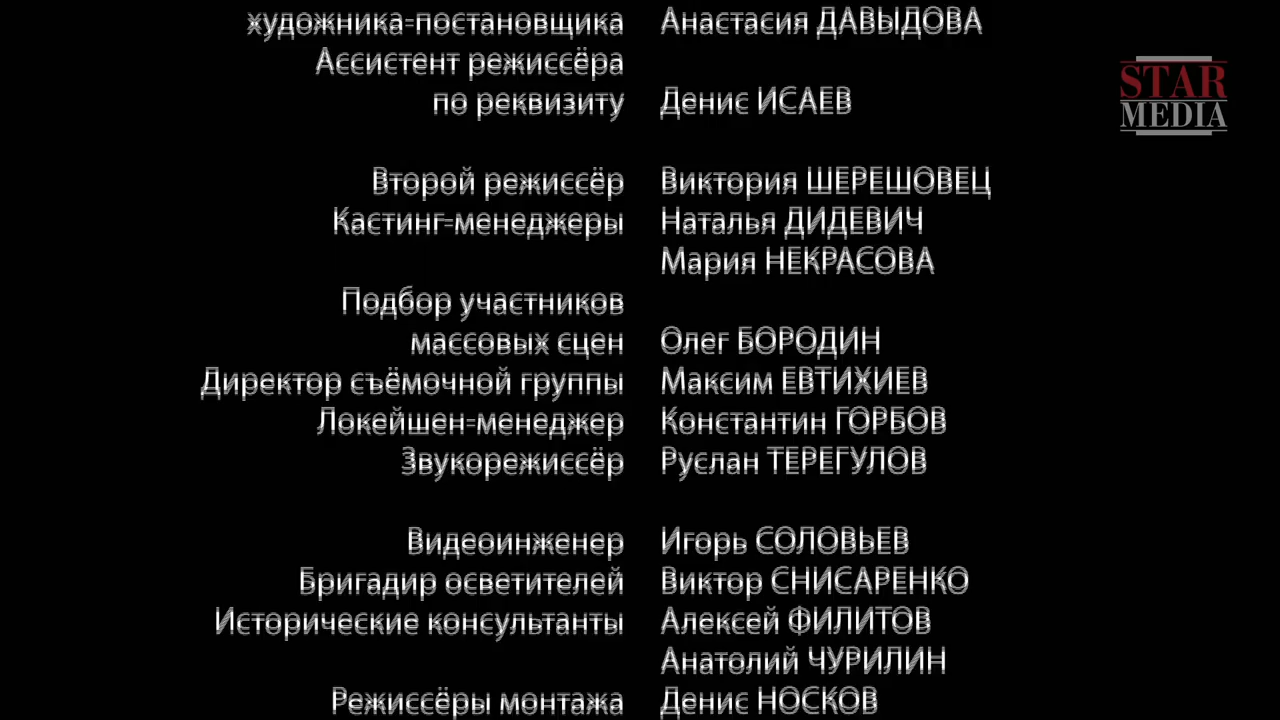 художника-постановщика Анастасия ДАВЫДОВА
Ассистент режиссёра
по реквизиту Денис ИСАЕВ
STAR
MEDIA
Второй режиссёр Виктория ШЕРЕШОВЕЦ
Кастинг-менеджеры Наталья ДИДЕВИЧ
Мария НЕКРАСОВА
Подбор участников
массовых сцен Олег БОРОДИН
Директор съёмочной группы Максим ЕВТИХИЕВ
Локейшен-менеджер Константин ГОРБОВ
Звукорежиссёр Руслан ТЕРЕГУЛОВ
Видеоинженер Игорь СОЛОВЬЕВ
Бригадир осветителей Виктор СНИСАРЕНКО
Исторические консультанты Алексей ФИЛИТОВ
Анатолий ЧУРИЛИН
Режиссёры монтажа Денис НОСКОВ